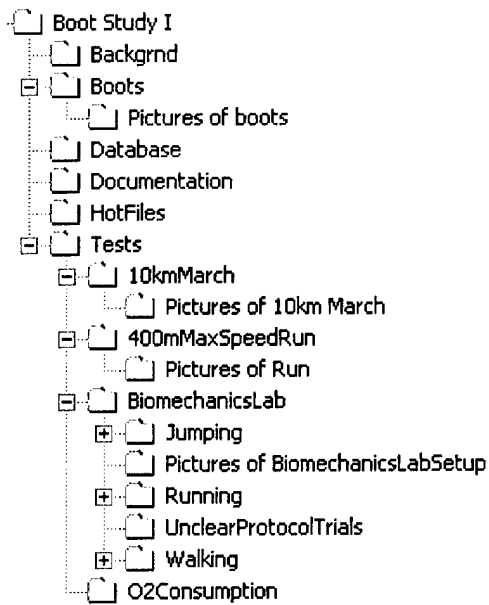 Boot Study I
Backgrnd
Boots
Pictures of boots
Database
Documentation
HotFiles
Tests
10kmMarch
Pictures of 10km March
400mMaxSpeedRun
Pictures of Run
BiomechanicsLab
Jumping
Pictures of BiomechanicsLabSetup
Running
UnclearProtocolTrials
Walking
O2Consumption